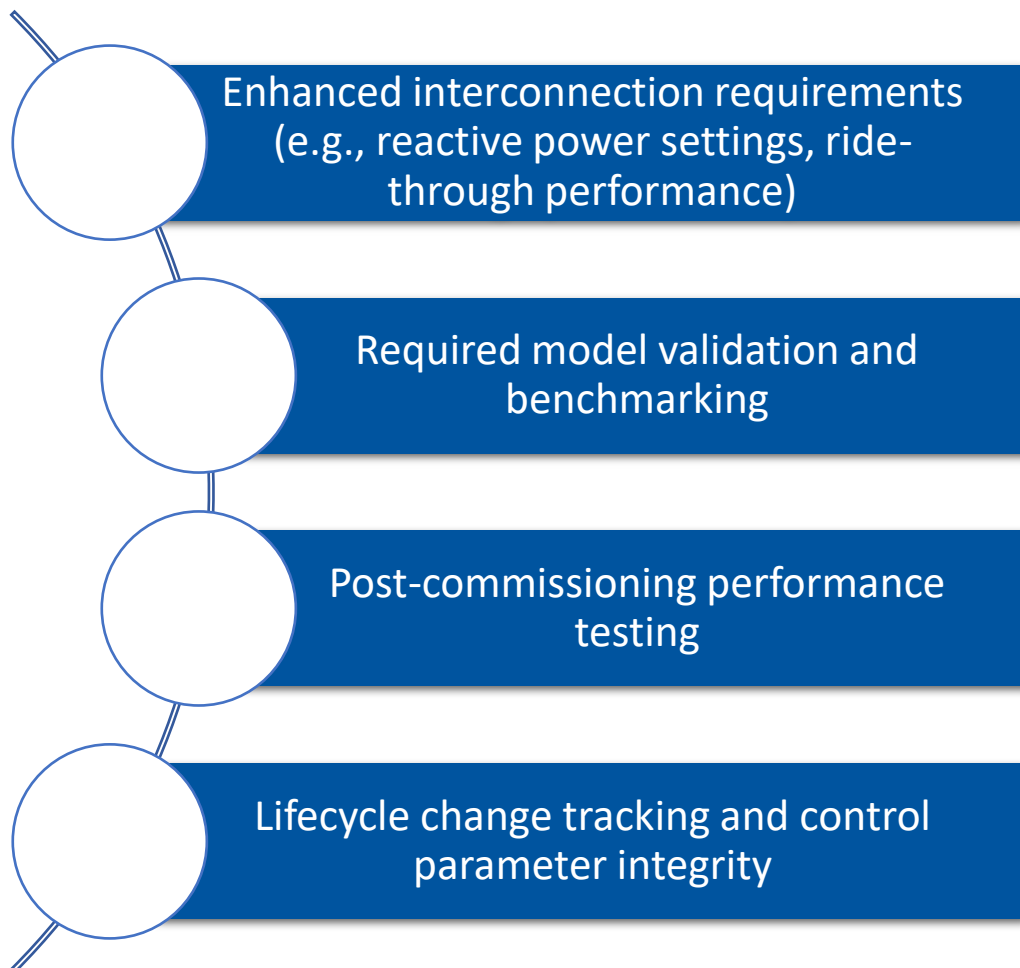 Enhanced interconnection requirements
(e.g., reactive power settings, ride-
through performance)
Required model validation and
benchmarking
Post-commissioning performance
testing
Lifecycle change tracking and control
parameter integrity